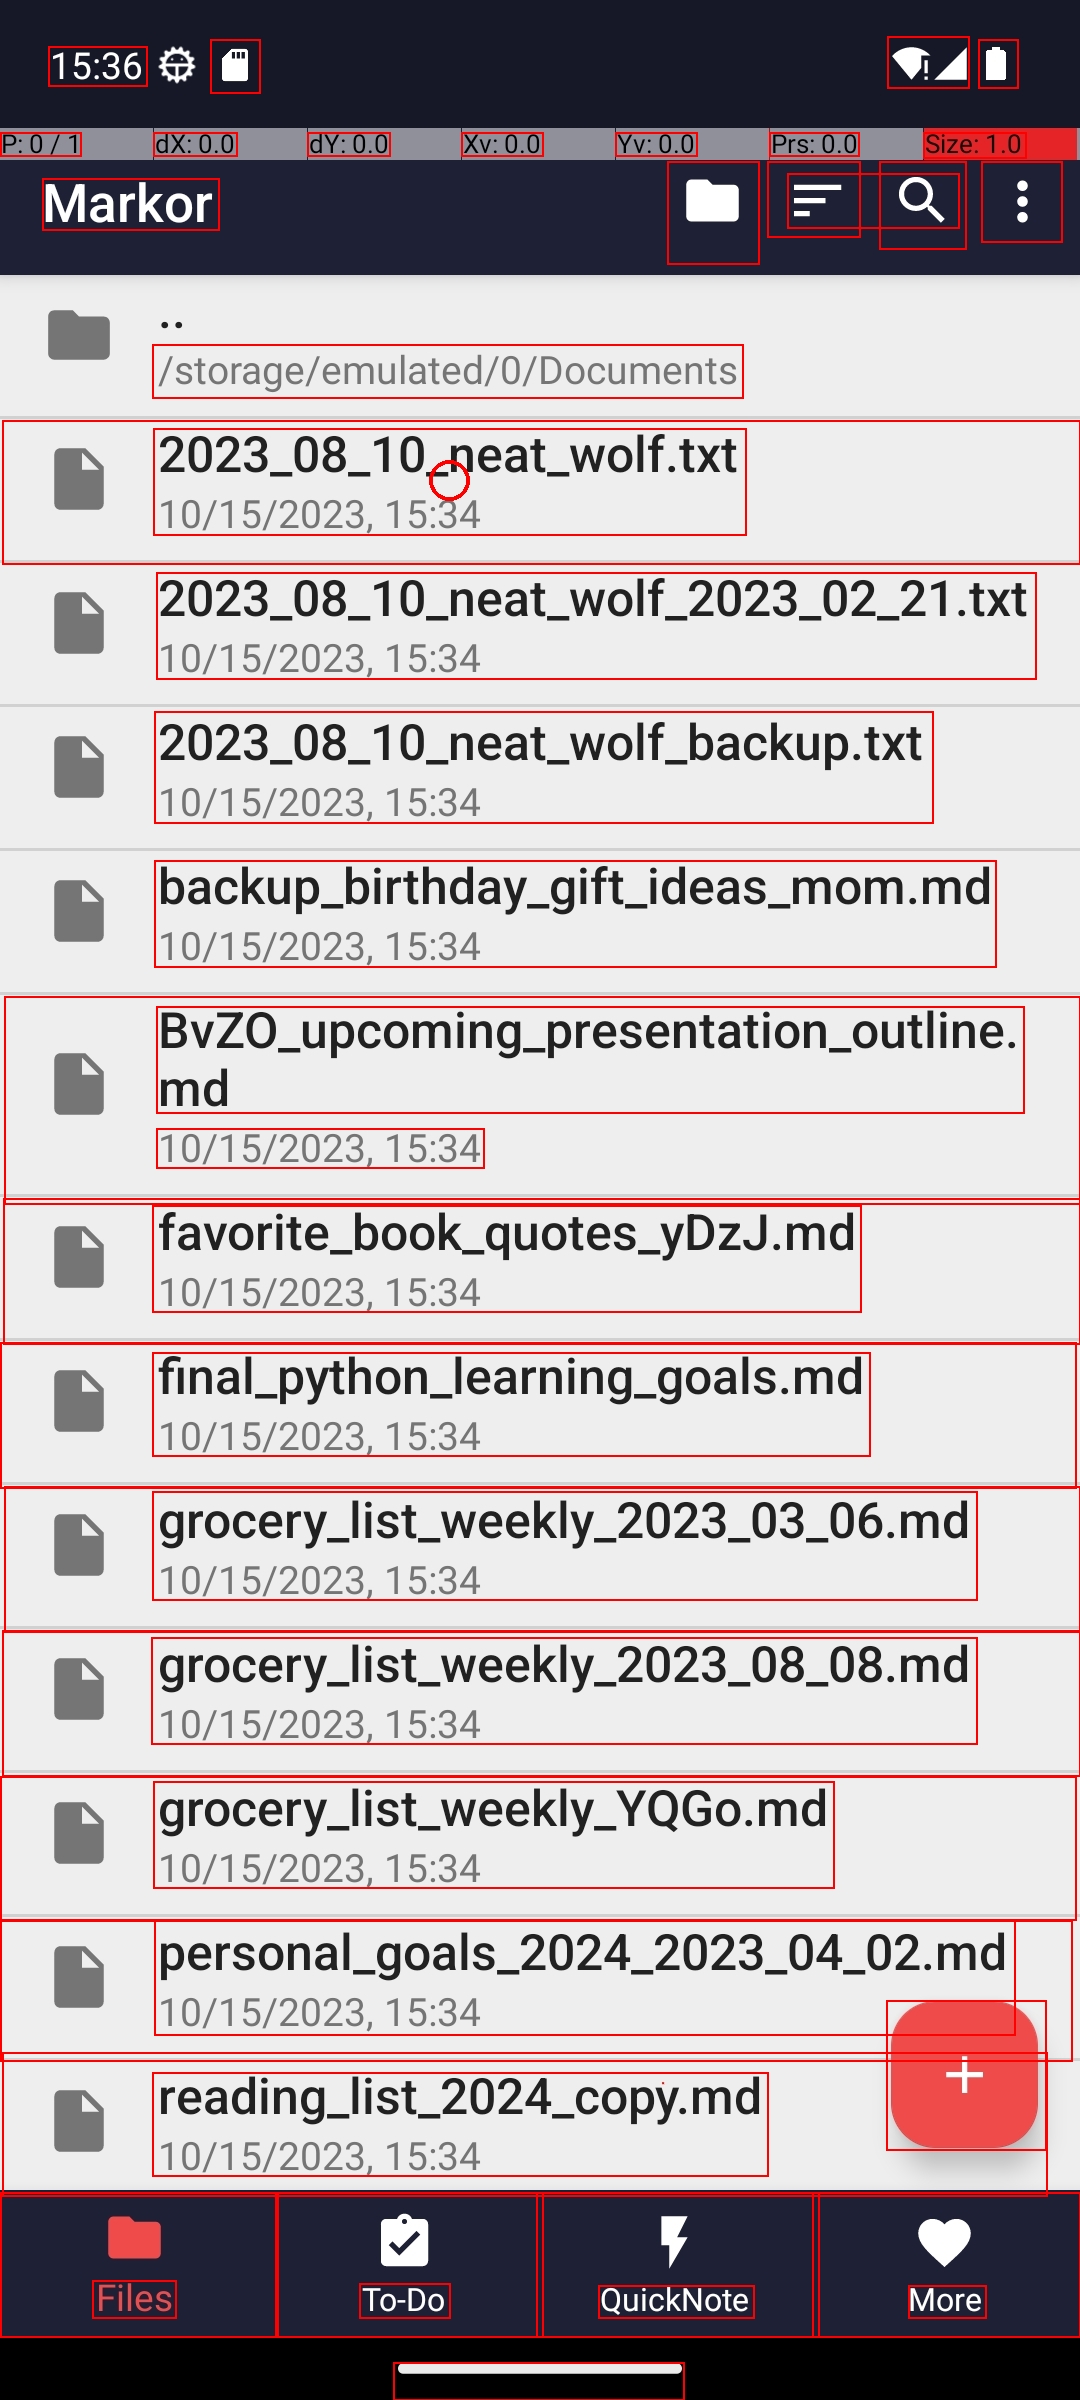 15:36
P: 0 / 1 dX: 0.0 dY: 0.0 Xv: 0.0 Yv: 0.0 Prs: 0.0 Size: 1.0
Markor
..
/storage/emulated/0/Documents
2023_08_10_neat_wolf.txt
10/15/2023, 15:34
2023_08_10_neat_wolf_2023_02_21.txt
10/15/2023, 15:34
2023_08_10_neat_wolf_backup.txt
10/15/2023, 15:34
backup_birthday_gift_ideas_mom.md
10/15/2023, 15:34
BvZO_upcoming_presentation_outline.
md
10/15/2023, 15:34
favorite_book_quotes_yDzJ.md
10/15/2023, 15:34
final_python_learning_goals.md
10/15/2023, 15:34
grocery_list_weekly_2023_03_06.md
10/15/2023, 15:34
grocery_list_weekly_2023_08_08.md
10/15/2023, 15:34
grocery_list_weekly_YQGo.md
10/15/2023, 15:34
personal_goals_2024_2023_04_02.md
10/15/2023, 15:34
reading_list_2024_copy.md
10/15/2023, 15:34
Files To-Do QuickNote More